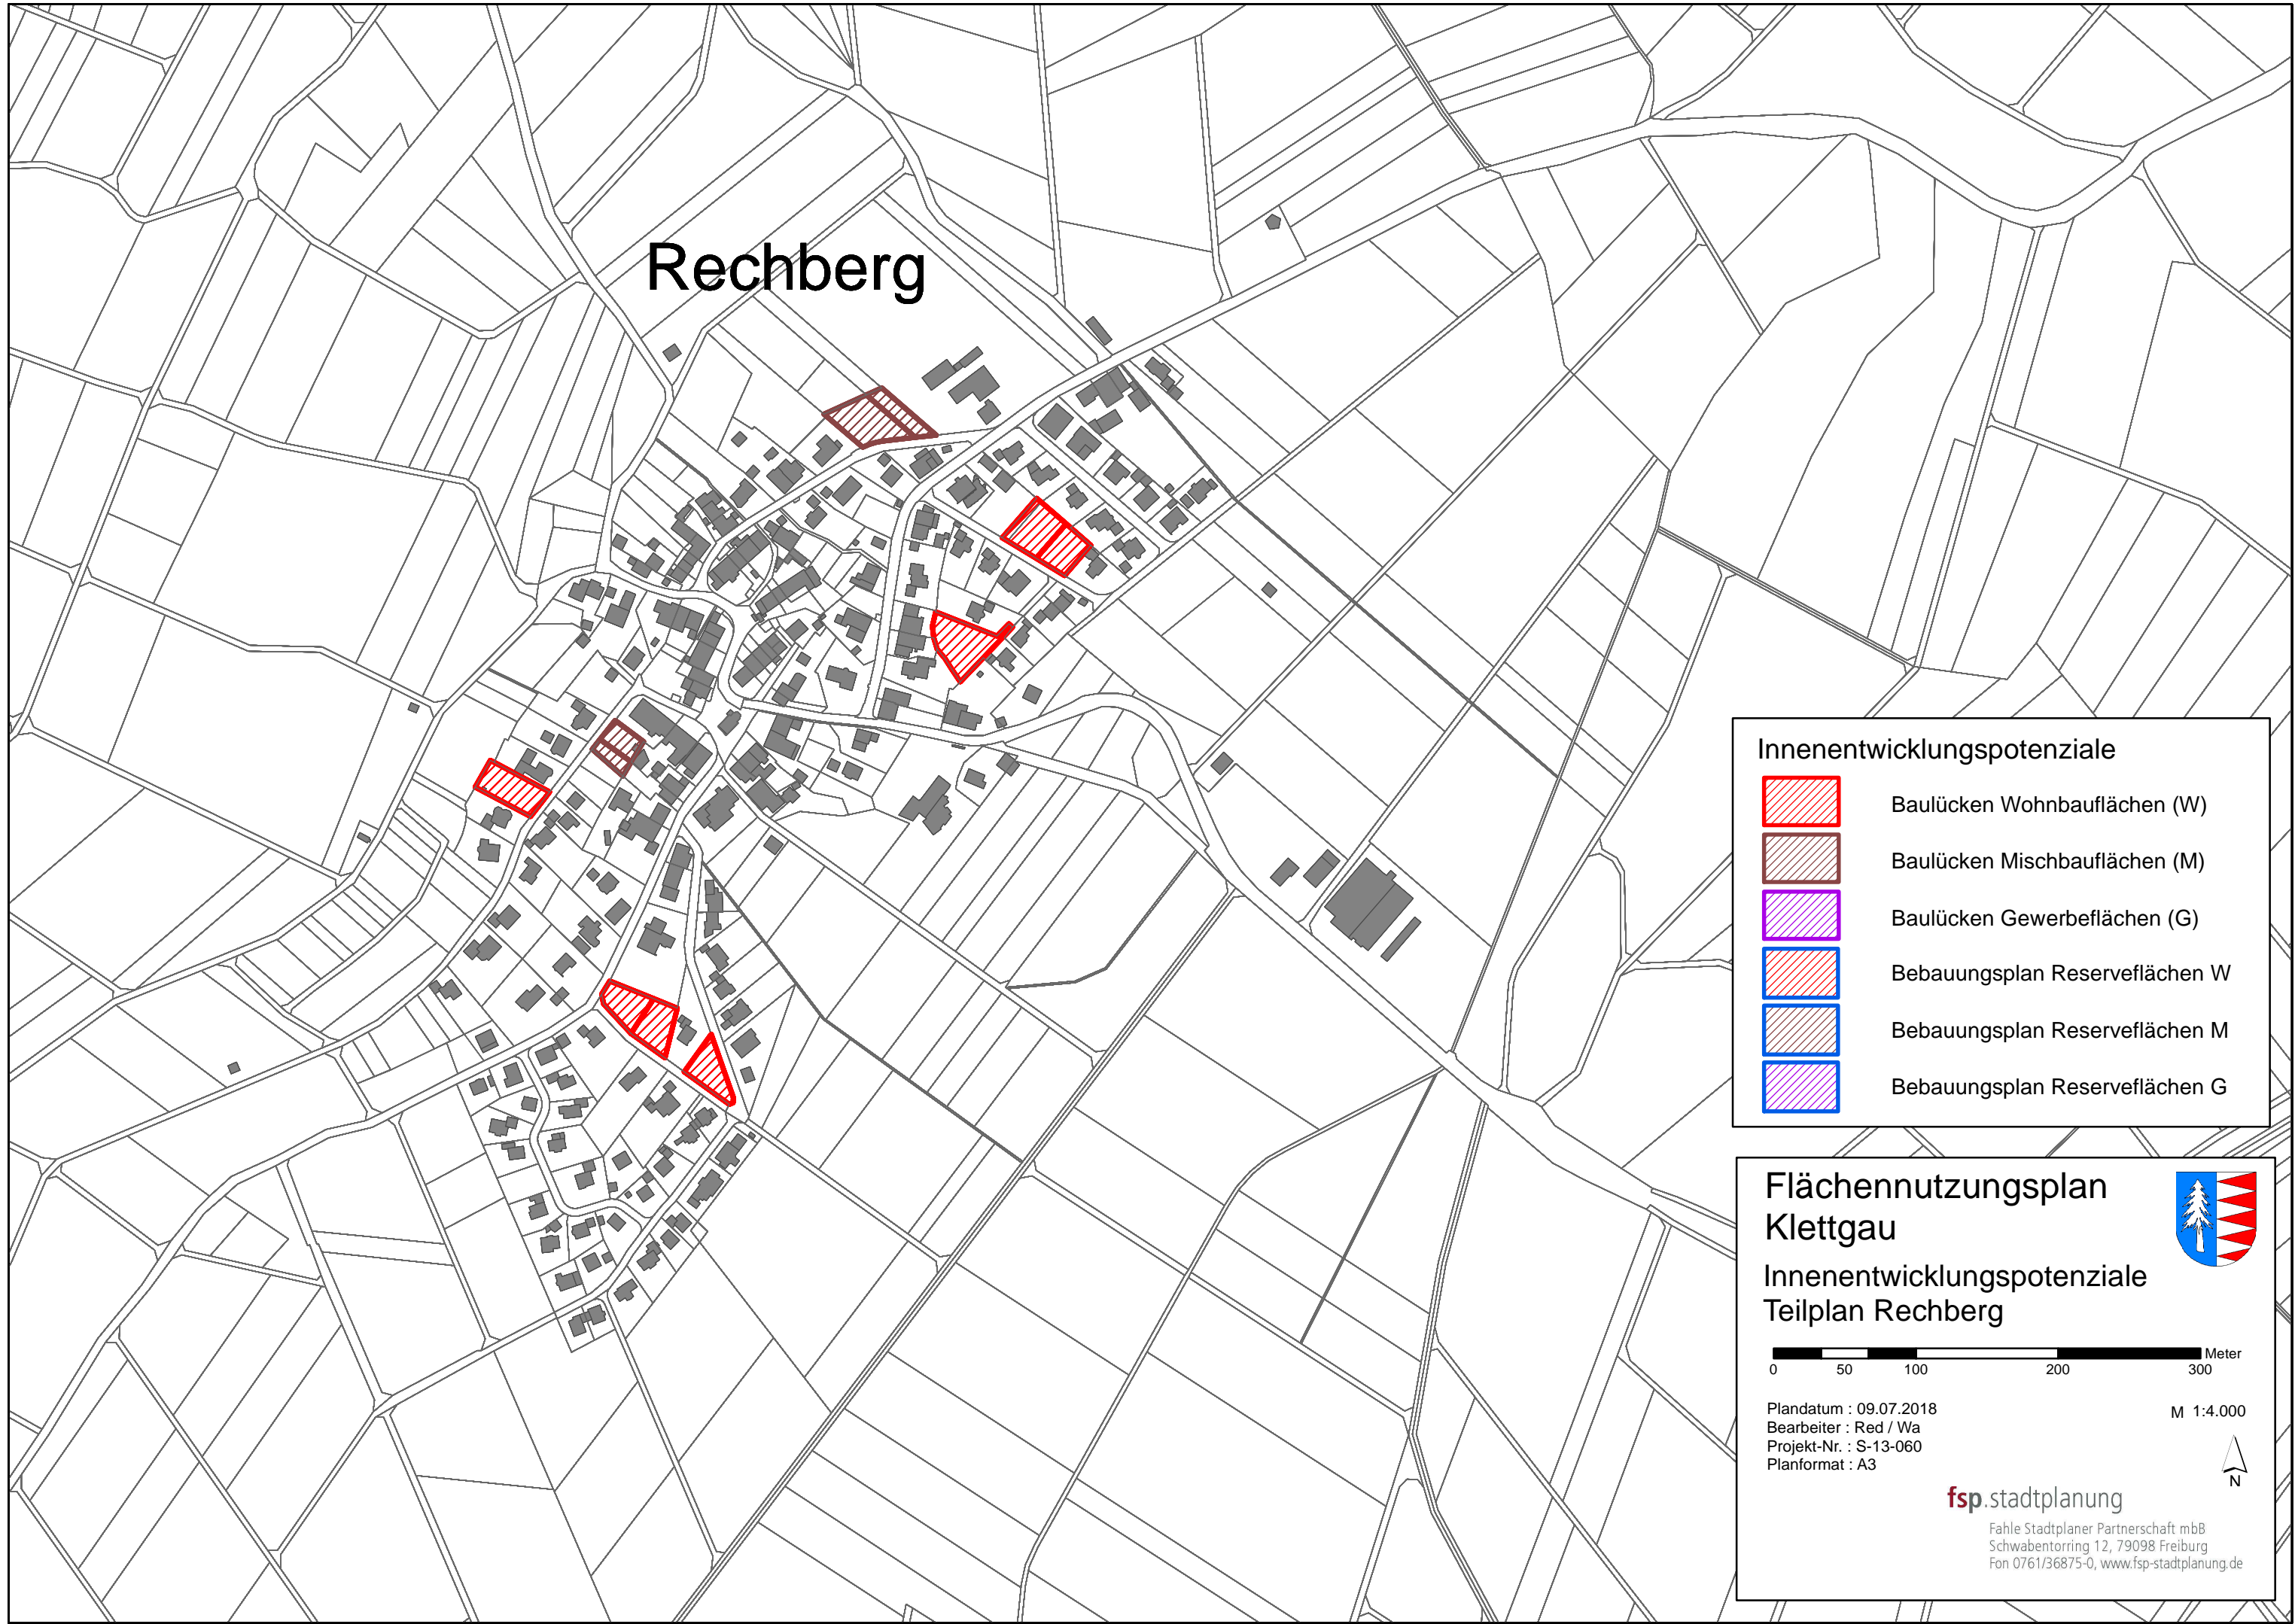 Rechberg
Innenentwicklungspotenziale
Baulücken Wohnbauflächen (W)
Baulücken Mischbauflächen (M)
Baulücken Gewerbeflächen (G)
Bebauungsplan Reserveflächen W
Bebauungsplan Reserveflächen M
Bebauungsplan Reserveflächen G
Flächennutzungsplan
Klettgau
Innenentwicklungspotenziale
Teilplan Rechberg
Meter
0 50 100 200 300
Plandatum : 09.07.2018
M 1:4.000
Bearbeiter : Red / Wa
Projekt-Nr. : S-13-060
Planformat : A3
N
fsp.stadtplanung
Fahle Stadtplaner Partnerschaft mbB
Schwabentorring 12, 79098 Freiburg
Fon 0761/36875-0, www.fsp-stadtplanung.de